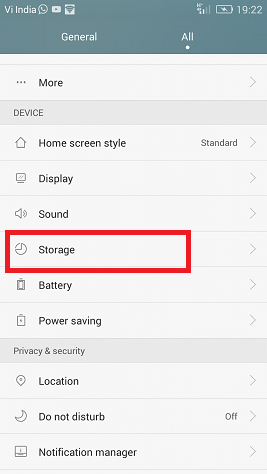 Vi India 19:22
General All
More
DEVICE
Home screen style Standard
Display
Sound
Storage
Battery
Power saving
Privacy & security
Location
Do not disturb Off
Notification manager